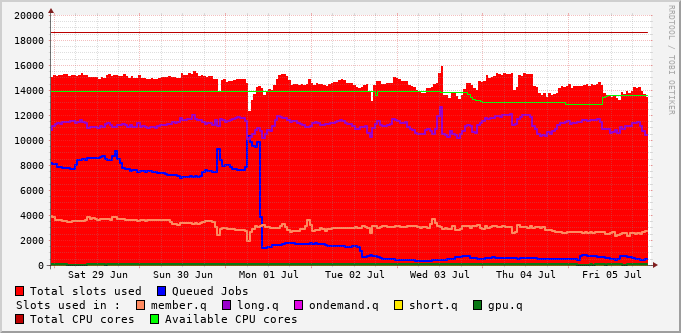 20000
18000
16000
14000
12000
10000
8000
6000
4000
2000
0
Sat 29 Jun Sun 30 Jun Mon 01 Jul Tue 02 Jul Wed 03 Jul Thu 04 Jul Fri 05 Jul
RRDTOOL / TOBI OETIKER
Total slots used Queued Jobs
Slots used in : member.q long.q ondemand.q short.q gpu.q
Total CPU cores Available CPU cores